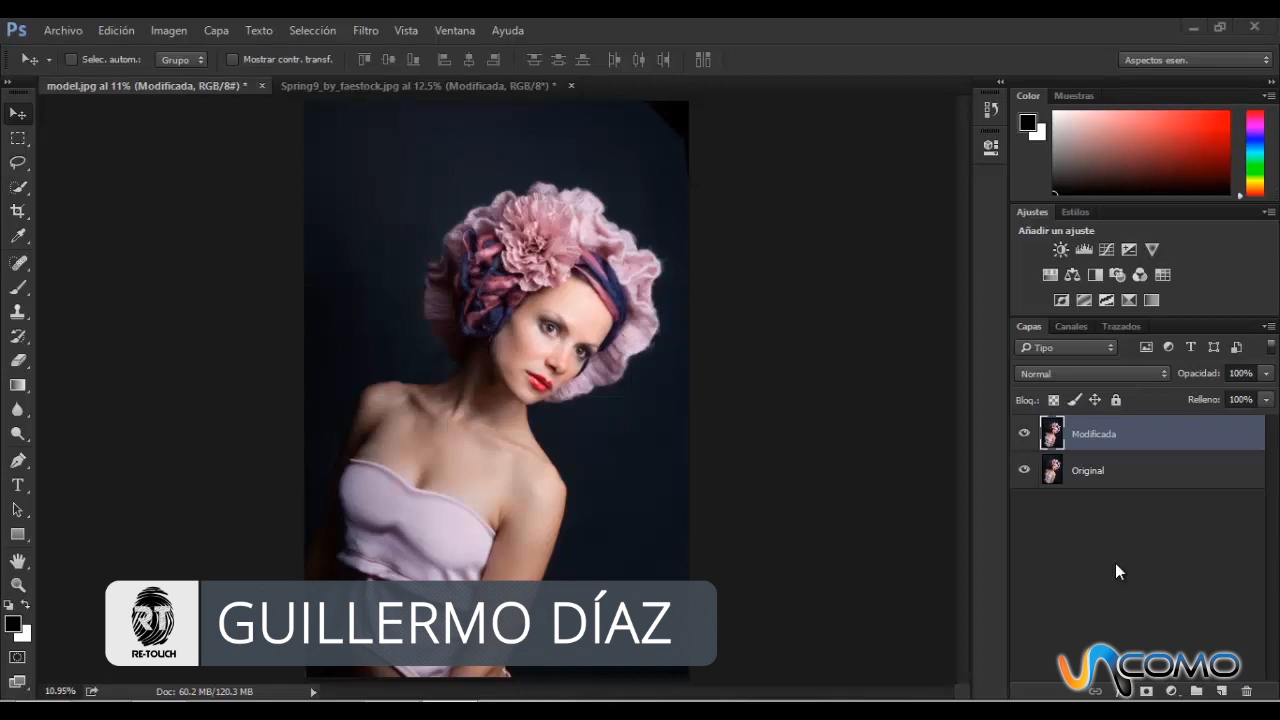 Ps Archivo Edición Imagen Capa Texto Selección Filtro Vista Ventana Ayuda
Selec. autom.: Grupo Mostrar contr. transf. Aspectos esen.
model.jpg al 11% (Modificada, RGB/8#) * × Spring9_by_faestock.jpg al 12.5% (Modificada, RGB/8*) * ×
Color Muestras
Ajustes Estilos
Añadir un ajuste
Capas Canales Trazados
Tipo
Normal Opacidad: 100%
Bloq.: Relleno: 100%
Modificada
Original
RT
RE-TOUCH
GUILLERMO DÍAZ
UNCOMO
10.95% Doc: 60.2 MB/120.3 MB